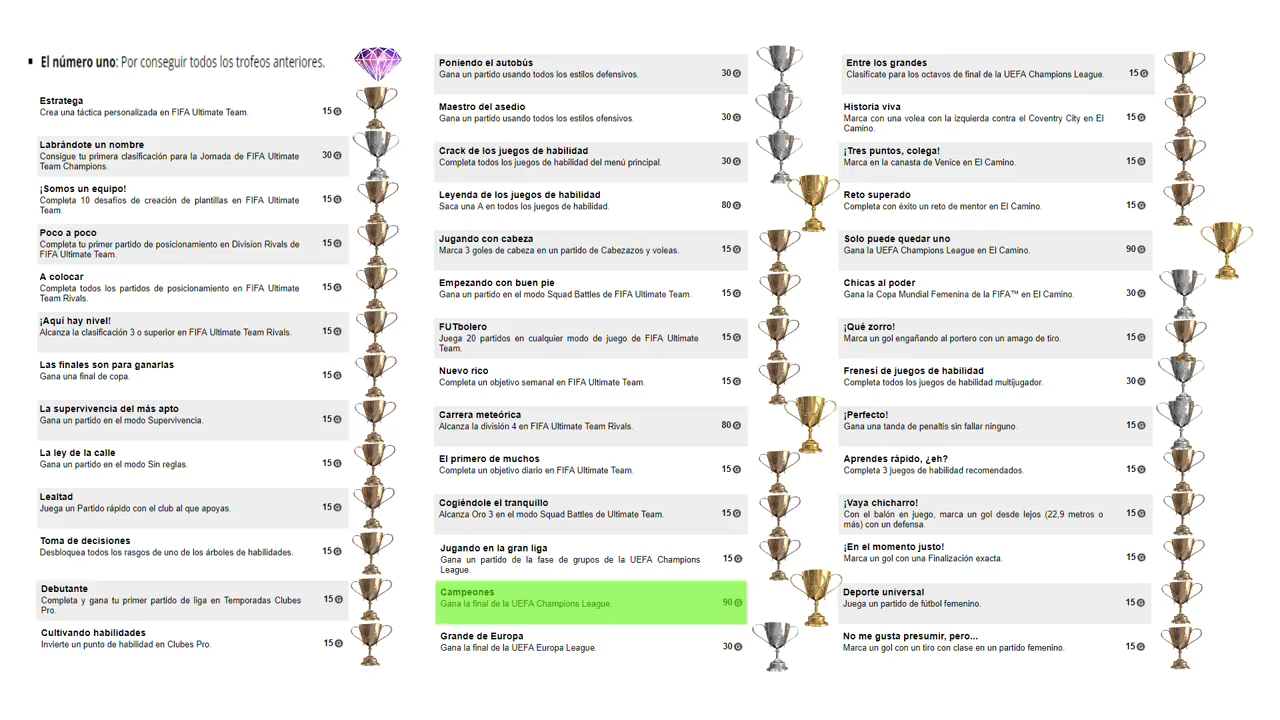 ▪ El número uno: Por conseguir todos los trofeos anteriores.
Estratega
Crea una táctica personalizada en FIFA Ultimate Team.
15 G
Labrándote un nombre
Consigue tu primera clasificación para la Jornada de FIFA Ultimate
Team Champions.
30 G
¡Somos un equipo!
Completa 10 desafíos de creación de plantillas en FIFA Ultimate
Team.
15 G
Poco a poco
Completa tu primer partido de posicionamiento en Division Rivals de
FIFA Ultimate Team.
15 G
A colocar
Completa todos los partidos de posicionamiento en FIFA Ultimate
Team Rivals.
15 G
¡Aquí hay nivel!
Alcanza la clasificación 3 o superior en FIFA Ultimate Team Rivals.
15 G
Las finales son para ganarlas
Gana una final de copa.
15 G
La supervivencia del más apto
Gana un partido en el modo Supervivencia.
15 G
La ley de la calle
Gana un partido en el modo Sin reglas.
15 G
Lealtad
Juega un Partido rápido con el club al que apoyas.
15 G
Toma de decisiones
Desbloquea todos los rasgos de uno de los árboles de habilidades.
15 G
Debutante
Completa y gana tu primer partido de liga en Temporadas Clubes
Pro.
15 G
Cultivando habilidades
Invierte un punto de habilidad en Clubes Pro.
15 G
Poniendo el autobús
Gana un partido usando todos los estilos defensivos.
30 G
Maestro del asedio
Gana un partido usando todos los estilos ofensivos.
30 G
Crack de los juegos de habilidad
Completa todos los juegos de habilidad del menú principal.
30 G
Leyenda de los juegos de habilidad
Saca una A en todos los juegos de habilidad.
80 G
Jugando con cabeza
Marca 3 goles de cabeza en un partido de Cabezazos y voleas.
15 G
Empezando con buen pie
Gana un partido en el modo Squad Battles de FIFA Ultimate Team.
15 G
FUTbolero
Juega 20 partidos en cualquier modo de juego de FIFA Ultimate
Team.
15 G
Nuevo rico
Completa un objetivo semanal en FIFA Ultimate Team.
15 G
Carrera meteórica
Alcanza la división 4 en FIFA Ultimate Team Rivals.
80 G
El primero de muchos
Completa un objetivo diario en FIFA Ultimate Team.
15 G
Cogiéndole el tranquillo
Alcanza Oro 3 en el modo Squad Battles de Ultimate Team.
15 G
Jugando en la gran liga
Gana un partido de la fase de grupos de la UEFA Champions
League.
15 G
Campeones
Gana la final de la UEFA Champions League.
90 G
Grande de Europa
Gana la final de la UEFA Europa League.
30 G
Entre los grandes
Clasifícate para los octavos de final de la UEFA Champions League.
15 G
Historia viva
Marca con una volea con la izquierda contra el Coventry City en El
Camino.
15 G
¡Tres puntos, colega!
Marca en la canasta de Venice en El Camino.
15 G
Reto superado
Completa con éxito un reto de mentor en El Camino.
15 G
Solo puede quedar uno
Gana la UEFA Champions League en El Camino.
90 G
Chicas al poder
Gana la Copa Mundial Femenina de la FIFA™ en El Camino.
30 G
¡Qué zorro!
Marca un gol engañando al portero con un amago de tiro.
15 G
Frenesí de juegos de habilidad
Completa todos los juegos de habilidad multijugador.
30 G
¡Perfecto!
Gana una tanda de penaltis sin fallar ninguno.
15 G
Aprendes rápido, ¿eh?
Completa 3 juegos de habilidad recomendados.
15 G
¡Vaya chicharro!
Con el balón en juego, marca un gol desde lejos (22,9 metros o
más) con un defensa.
15 G
¡En el momento justo!
Marca un gol con una Finalización exacta.
15 G
Deporte universal
Juega un partido de fútbol femenino.
15 G
No me gusta presumir, pero...
Marca un gol con un tiro con clase en un partido femenino.
15 G